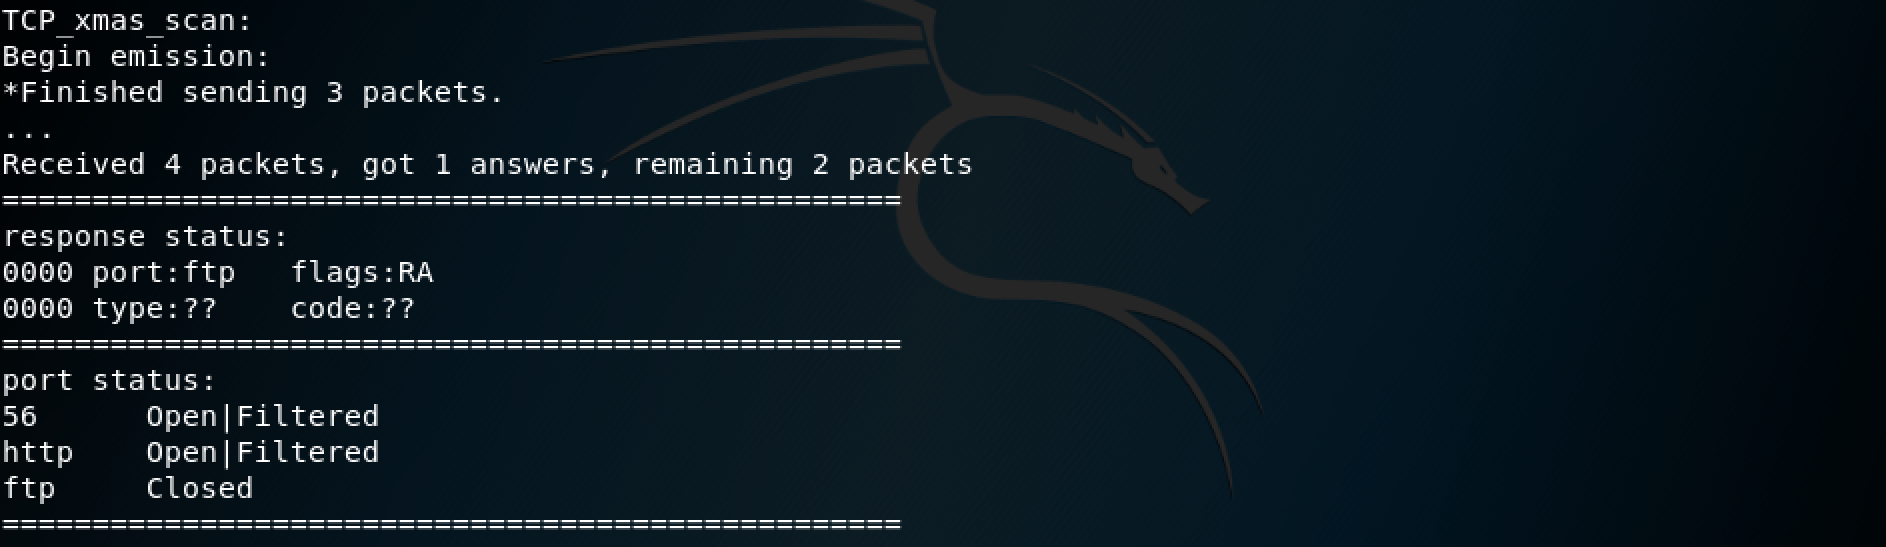 TCP_xmas_scan:
Begin emission:
*Finished sending 3 packets.
...
Received 4 packets, got 1 answers, remaining 2 packets
==================================================
response status:
0000 port:ftp   flags:RA
0000 type:??    code:??
==================================================
port status:
56      Open|Filtered
http    Open|Filtered
ftp     Closed
==================================================